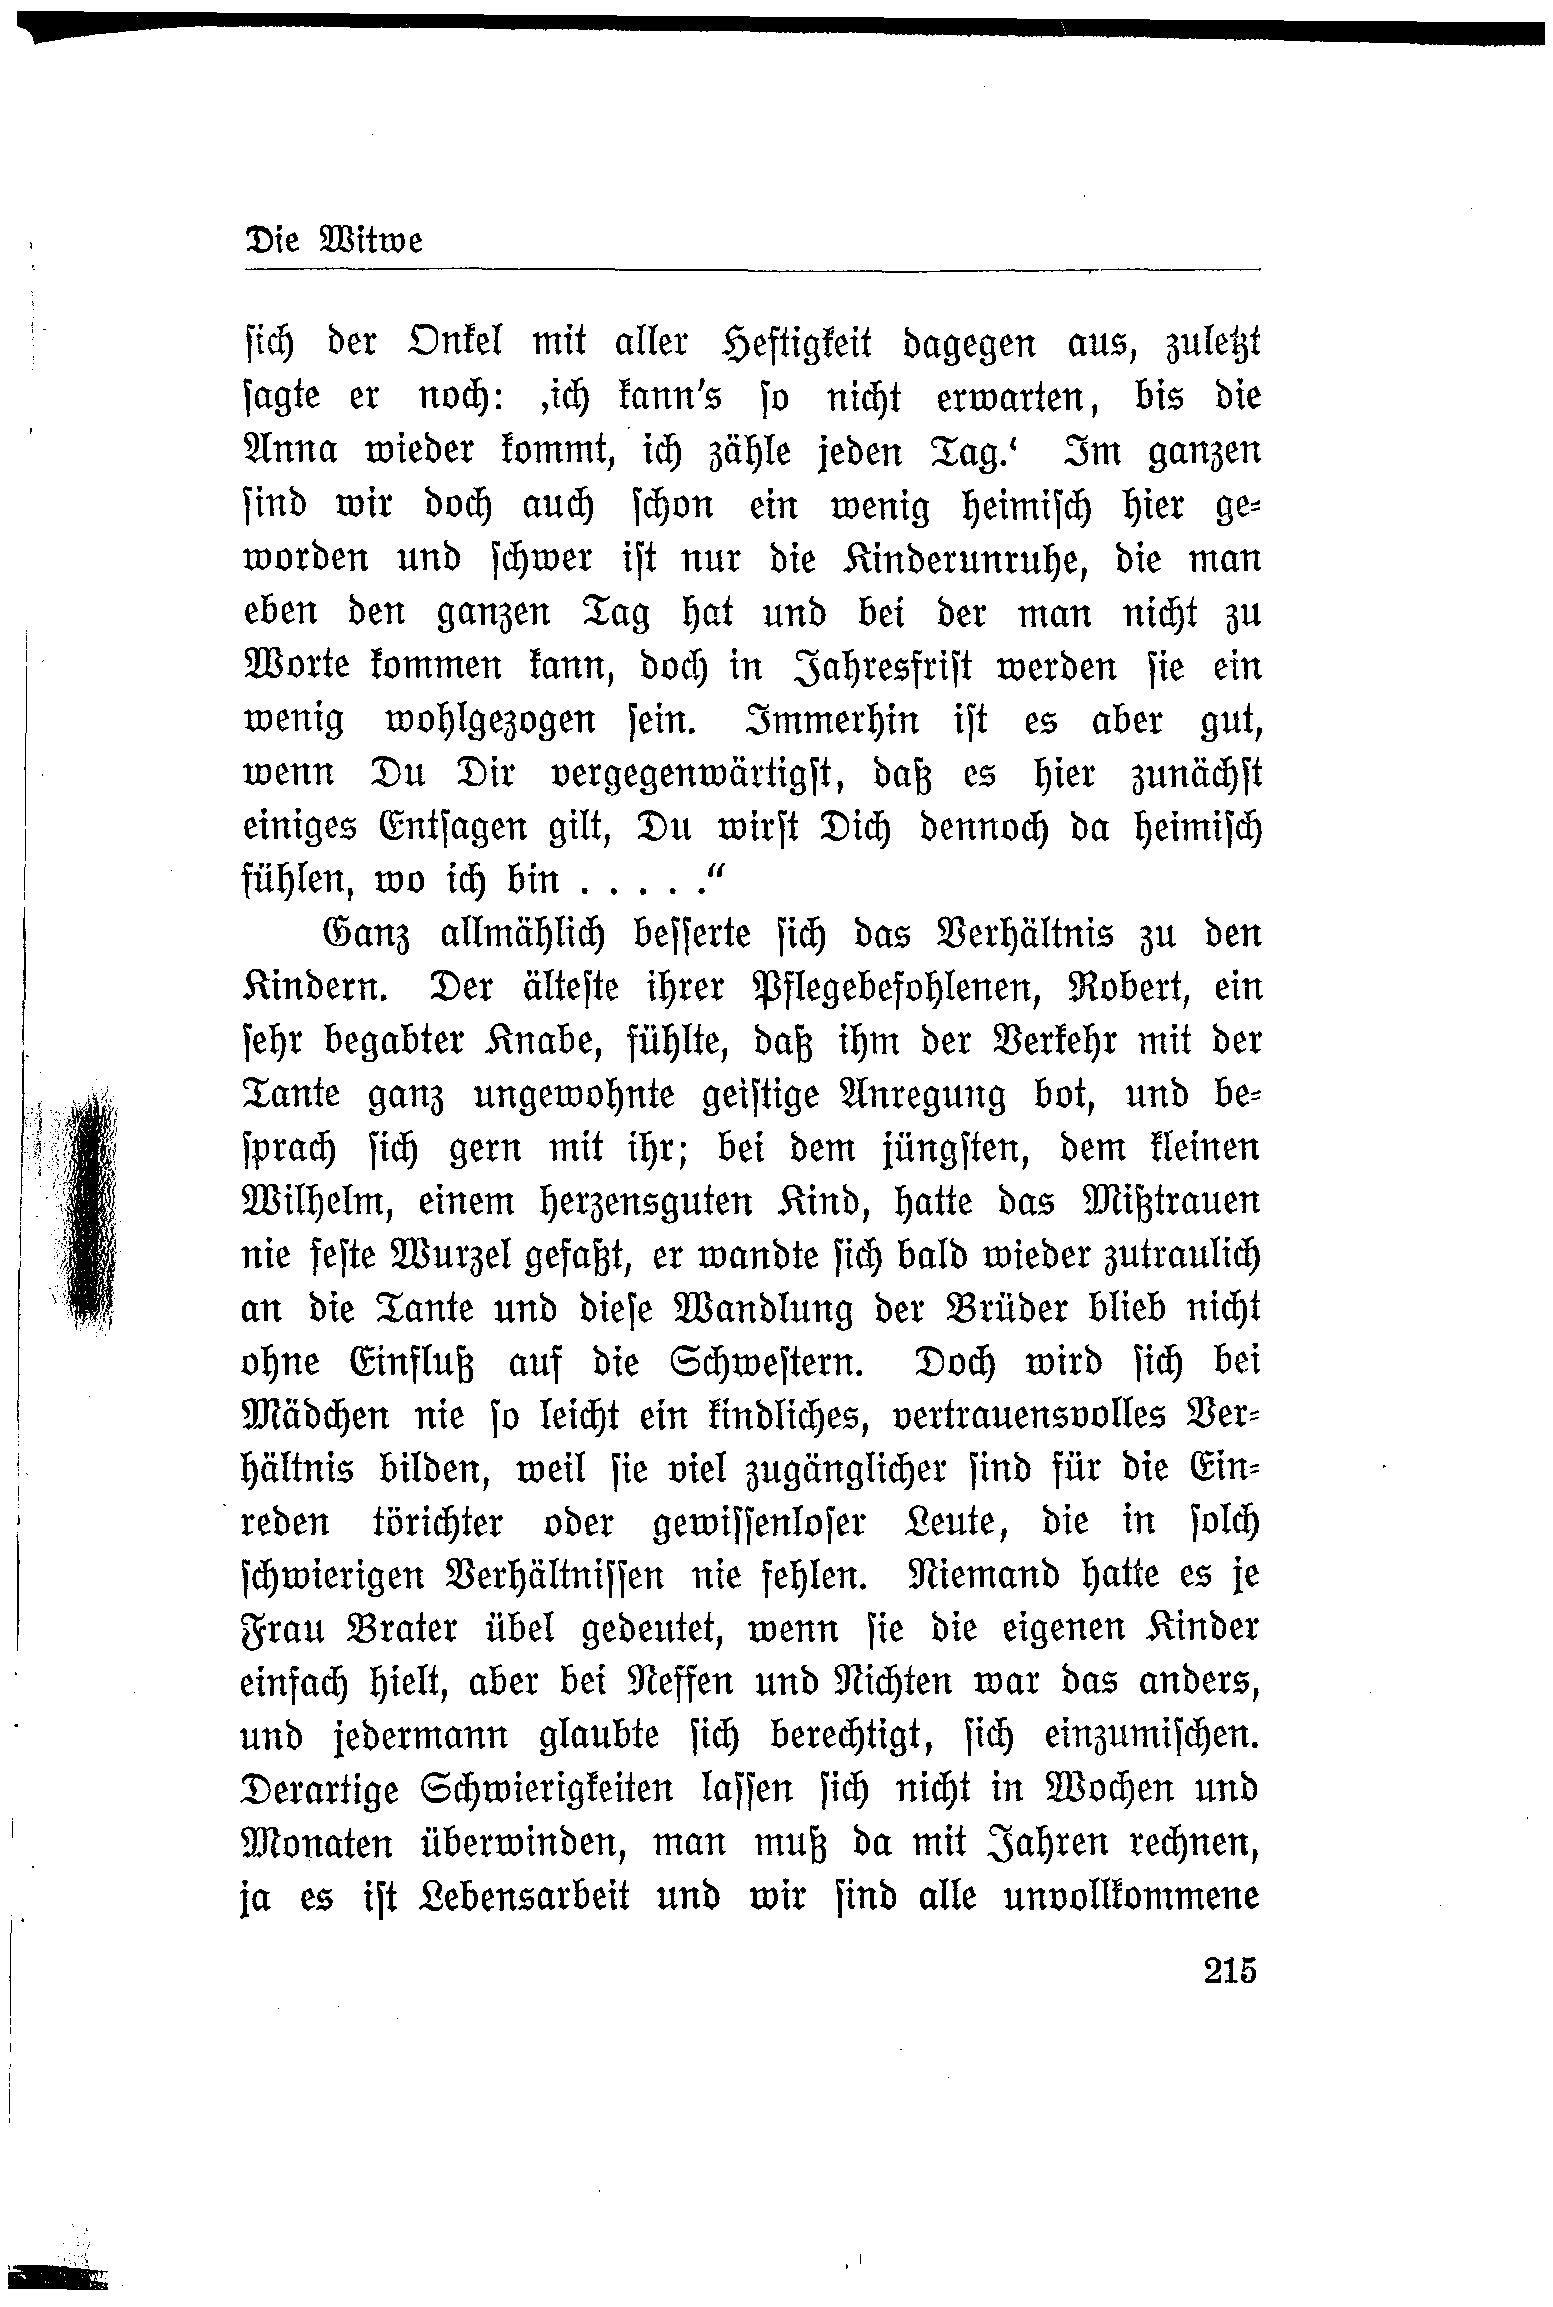 Die Witwe
sich der Onkel mit aller Heftigkeit dagegen aus, zuletzt
sagte er noch: ‚ich kann's so nicht erwarten, bis die
Anna wieder kommt, ich zähle jeden Tag.‘ Im ganzen
sind wir doch auch schon ein wenig heimisch hier ge-
worden und schwer ist nur die Kinderunruhe, die man
eben den ganzen Tag hat und bei der man nicht zu
Worte kommen kann, doch in Jahresfrist werden sie ein
wenig wohlgezogen sein. Immerhin ist es aber gut,
wenn Du Dir vergegenwärtigst, daß es hier zunächst
einiges Entsagen gilt, Du wirst Dich dennoch da heimisch
fühlen, wo ich bin . . . . .“
Ganz allmählich besserte sich das Verhältnis zu den
Kindern. Der älteste ihrer Pflegebefohlenen, Robert, ein
sehr begabter Knabe, fühlte, daß ihm der Verkehr mit der
Tante ganz ungewohnte geistige Anregung bot, und be-
sprach sich gern mit ihr; bei dem jüngsten, dem kleinen
Wilhelm, einem herzensguten Kind, hatte das Mißtrauen
nie feste Wurzel gefaßt, er wandte sich bald wieder zutraulich
an die Tante und diese Wandlung der Brüder blieb nicht
ohne Einfluß auf die Schwestern. Doch wird sich bei
Mädchen nie so leicht ein kindliches, vertrauensvolles Ver-
hältnis bilden, weil sie viel zugänglicher sind für die Ein-
reden törichter oder gewissenloser Leute, die in solch
schwierigen Verhältnissen nie fehlen. Niemand hatte es je
Frau Brater übel gedeutet, wenn sie die eigenen Kinder
einfach hielt, aber bei Neffen und Nichten war das anders,
und jedermann glaubte sich berechtigt, sich einzumischen.
Derartige Schwierigkeiten lassen sich nicht in Wochen und
Monaten überwinden, man muß da mit Jahren rechnen,
ja es ist Lebensarbeit und wir sind alle unvollkommene
215